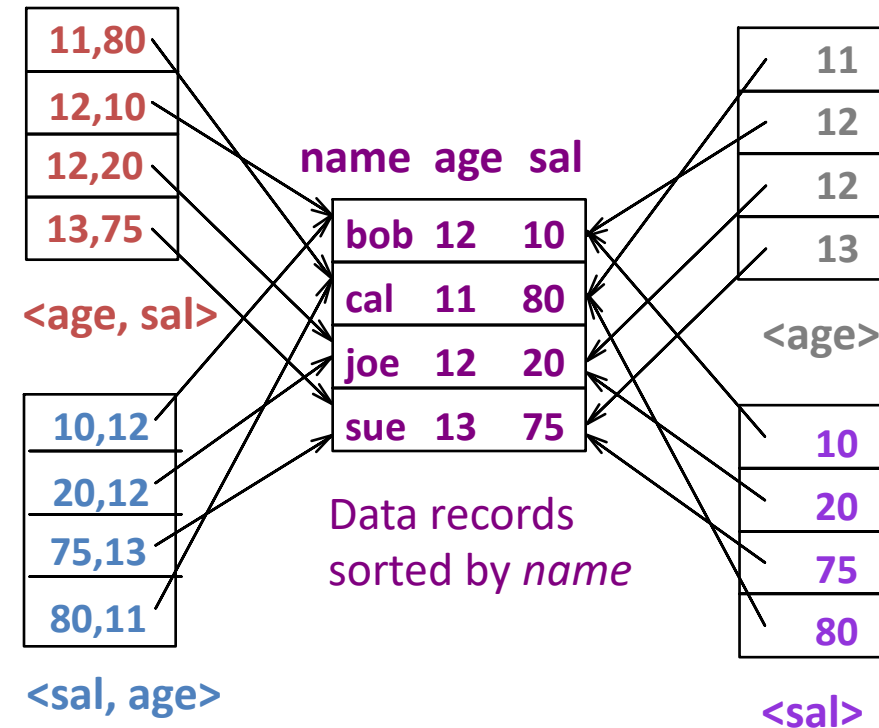 11,80
12,10
12,20
13,75
<age, sal>
10,12
20,12
75,13
80,11
<sal, age>
name age sal
bob 12 10
cal 11 80
joe 12 20
sue 13 75
Data records
sorted by name
11
12
12
13
<age>
10
20
75
80
<sal>